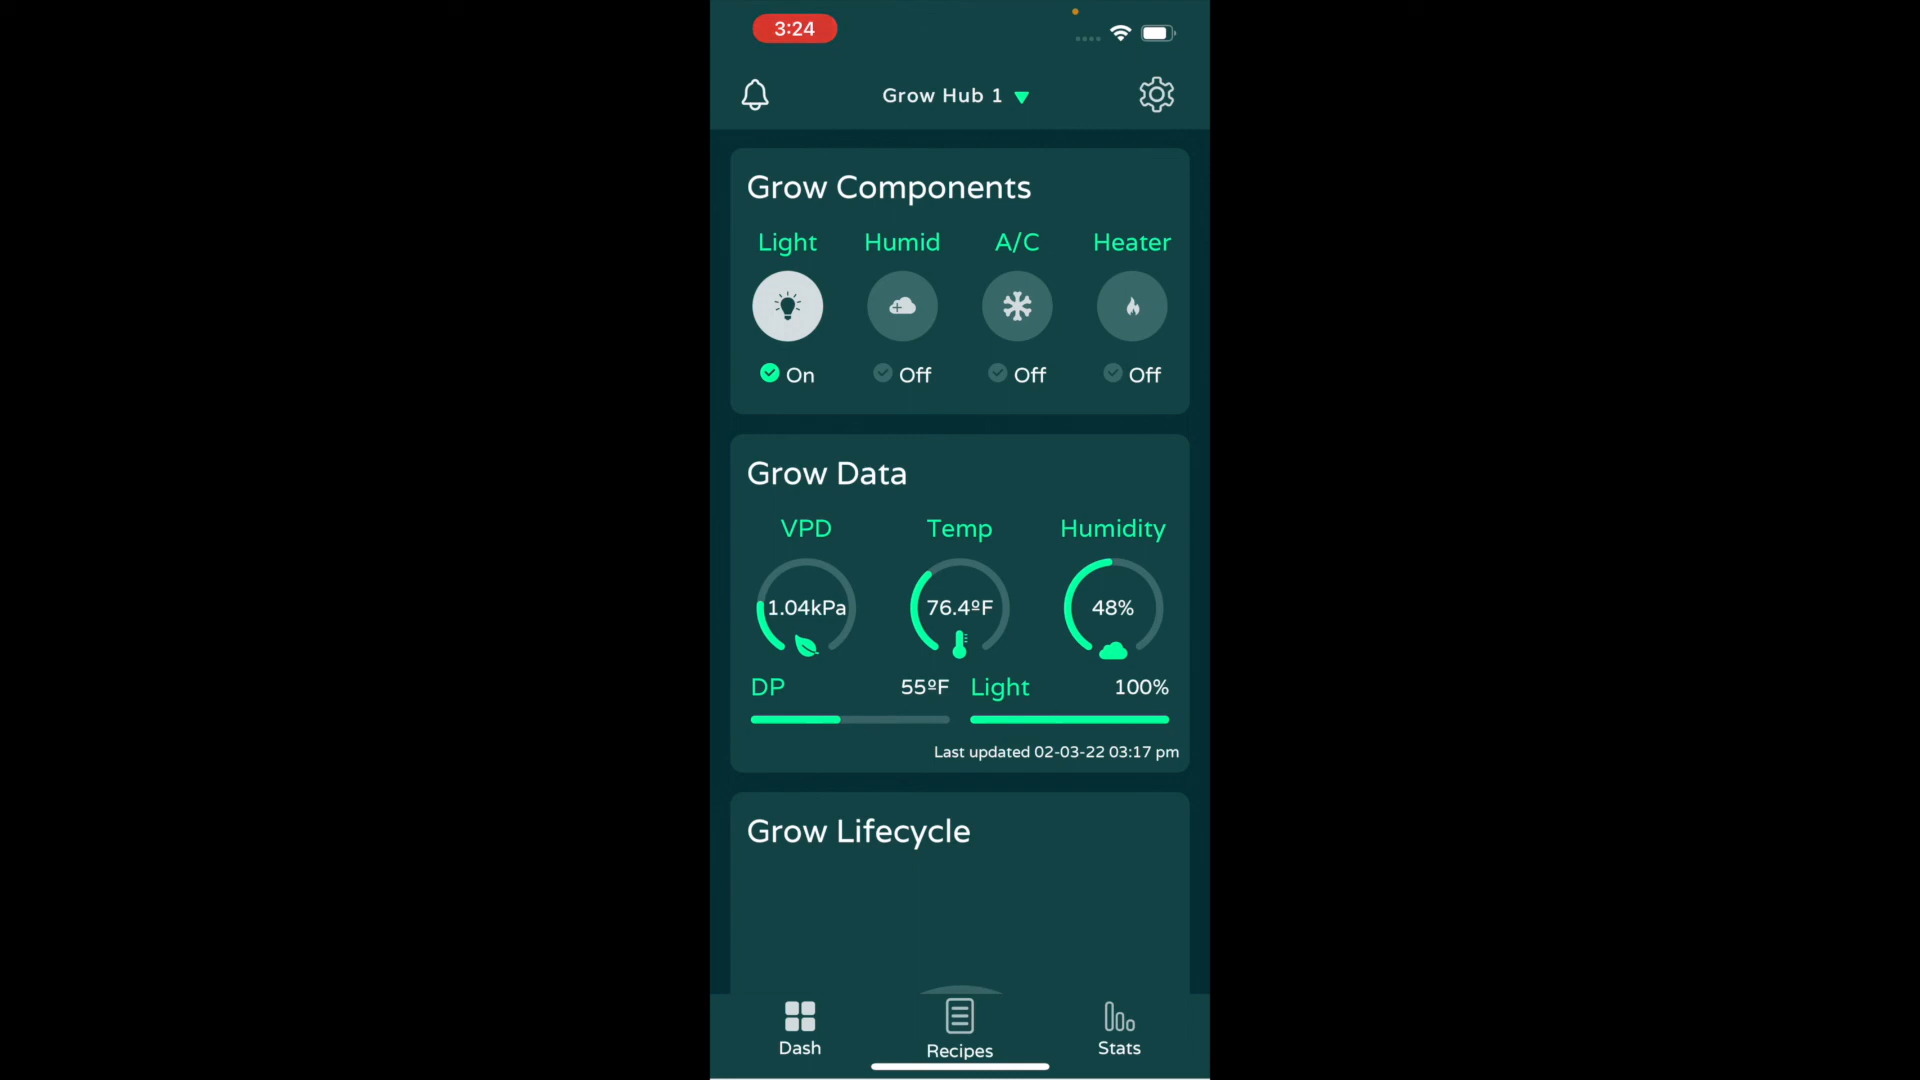 3:24
Grow Hub 1
Grow Components
Light Humid A/C Heater
On Off Off Off
Grow Data
VPD Temp Humidity
1.04kPa 76.4ºF 48%
DP 55ºF Light 100%
Last updated 02-03-22 03:17 pm
Grow Lifecycle
Dash Recipes Stats